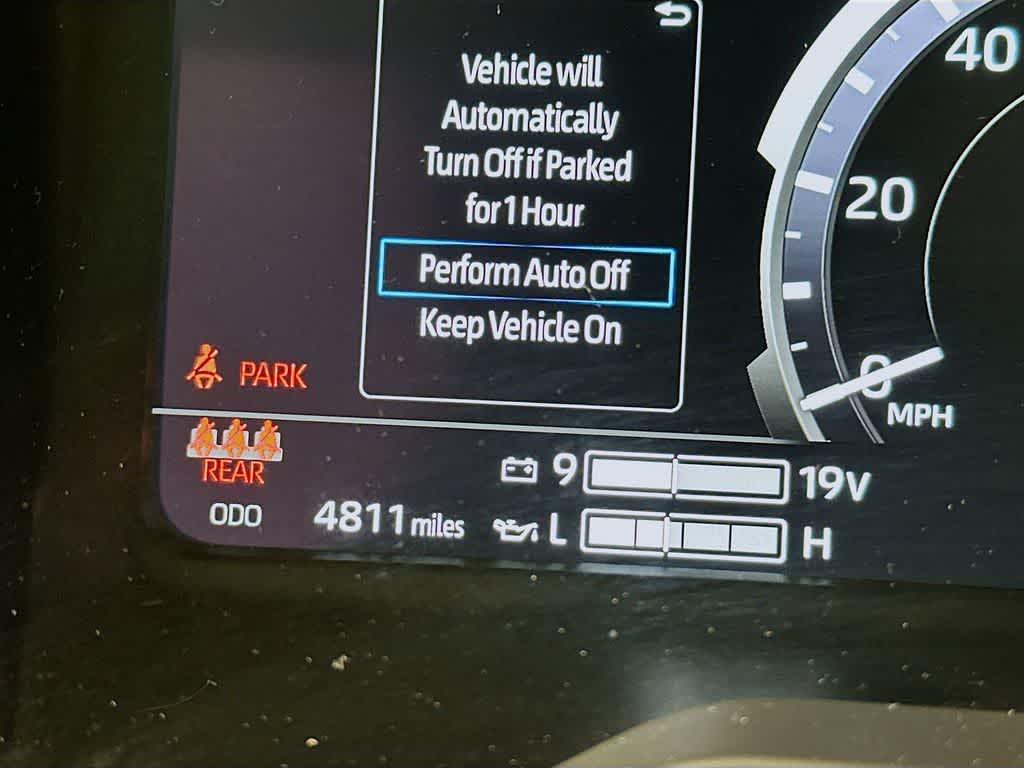 Vehicle will
Automatically
Turn Off if Parked
for 1 Hour
Perform Auto Off
Keep Vehicle On
40
20
0
MPH
PARK
REAR
9 19V
ODO 4811 miles L H